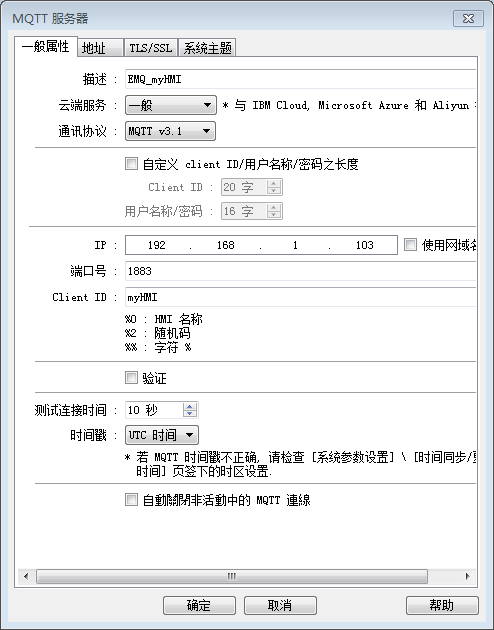 MQTT 服务器
一般属性 地址 TLS/SSL 系统主题
描述 : EMQ_myHMI
云端服务 : 一般 * 与 IBM Cloud, Microsoft Azure 和 Aliyun
通讯协议 : MQTT v3.1
自定义 client ID/用户名称/密码之长度
Client ID : 20 字
用户名称/密码 : 16 字
IP : 192 . 168 . 1 . 103 使用网域名
端口号 : 1883
Client ID : myHMI
%0 : HMI 名称
%2 : 随机码
%% : 字符 %
验证
测试连接时间 : 10 秒
时间戳 : UTC 时间
* 若 MQTT 时间戳不正确, 请检查 [系统参数设置] \ [时间同步/
时间] 页签下的时区设置.
自動關閉非活動中的 MQTT 連線
确定 取消 帮助